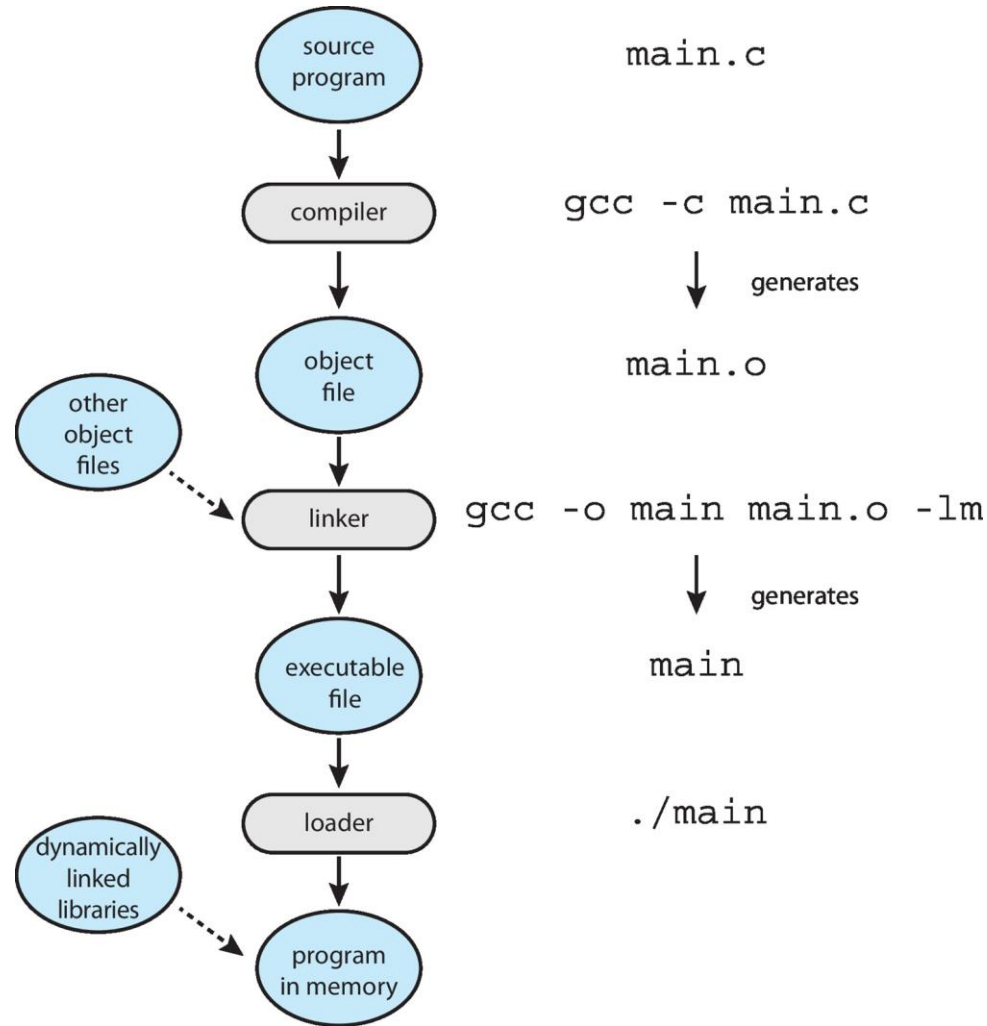 source
program
main.c
compiler
gcc -c main.c
generates
object
file
main.o
other
object
files
linker
gcc -o main main.o -lm
generates
executable
file
main
loader
./main
dynamically
linked
libraries
program
in memory